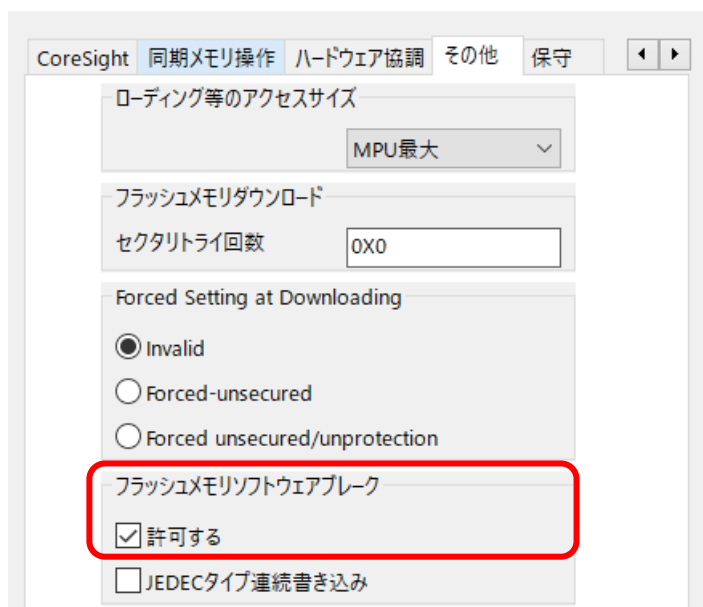 CoreSight 同期メモリ操作 ハードウェア協調 その他 保守
ローディング等のアクセスサイズ
MPU最大
フラッシュメモリダウンロード
セクタリトライ回数 0X0
Forced Setting at Downloading
Invalid
Forced-unsecured
Forced unsecured/unprotection
フラッシュメモリソフトウェアブレーク
許可する
JEDECタイプ連続書き込み